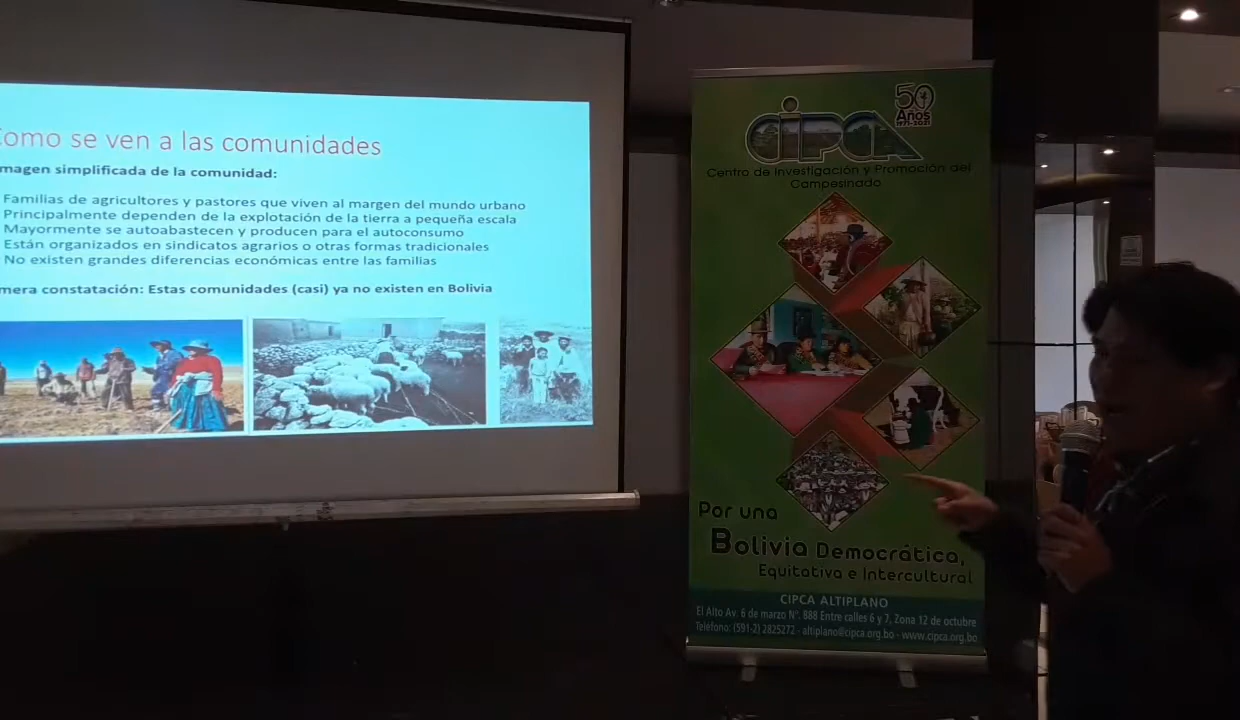 Como se ven a las comunidades
magen simplificada de la comunidad:
Familias de agricultores y pastores que viven al margen del mundo urbano
Principalmente dependen de la explotación de la tierra a pequeña escala
Mayormente se autoabastecen y producen para el autoconsumo
Están organizados en sindicatos agrarios o otras formas tradicionales
No existen grandes diferencias económicas entre las familias
mera constatación: Estas comunidades (casi) ya no existen en Bolivia
50
Años
1971-2021
CIPCA
Centro de Investigación y Promoción del
Campesinado
Por una
Bolivia Democrática,
Equitativa e Intercultural
CIPCA ALTIPLANO
El Alto Av. 6 de marzo N°. 888 Entre calles 6 y 7, Zona 12 de octubre
Teléfono: (591-2) 2825272 - altiplano@cipca.org.bo - www.cipca.org.bo